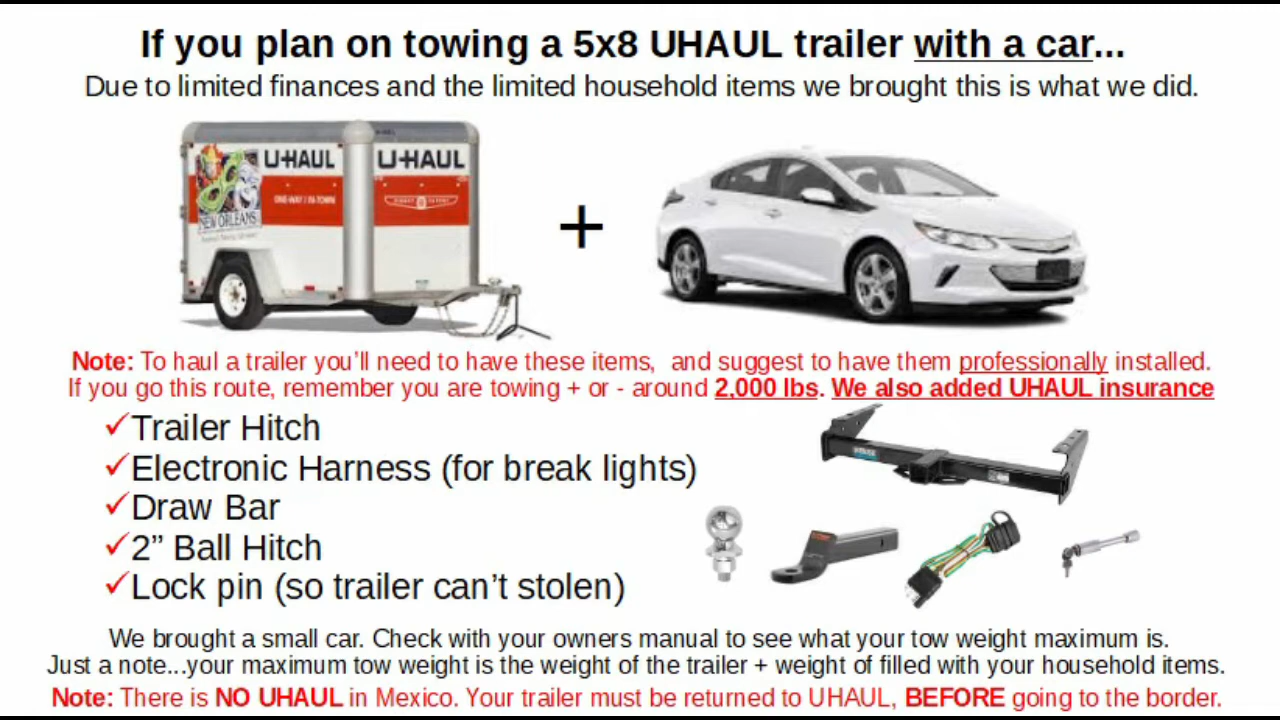 If you plan on towing a 5x8 UHAUL trailer with a car...
Due to limited finances and the limited household items we brought this is what we did.
U-HAUL U-HAUL
ONE-WAY / IN-TOWN
NEW ORLEANS
+
Note: To haul a trailer you’ll need to have these items, and suggest to have them professionally installed.
If you go this route, remember you are towing + or - around 2,000 lbs. We also added UHAUL insurance
✓Trailer Hitch
✓Electronic Harness (for break lights)
✓Draw Bar
✓2” Ball Hitch
✓Lock pin (so trailer can’t stolen)
We brought a small car. Check with your owners manual to see what your tow weight maximum is.
Just a note...your maximum tow weight is the weight of the trailer + weight of filled with your household items.
Note: There is NO UHAUL in Mexico. Your trailer must be returned to UHAUL, BEFORE going to the border.